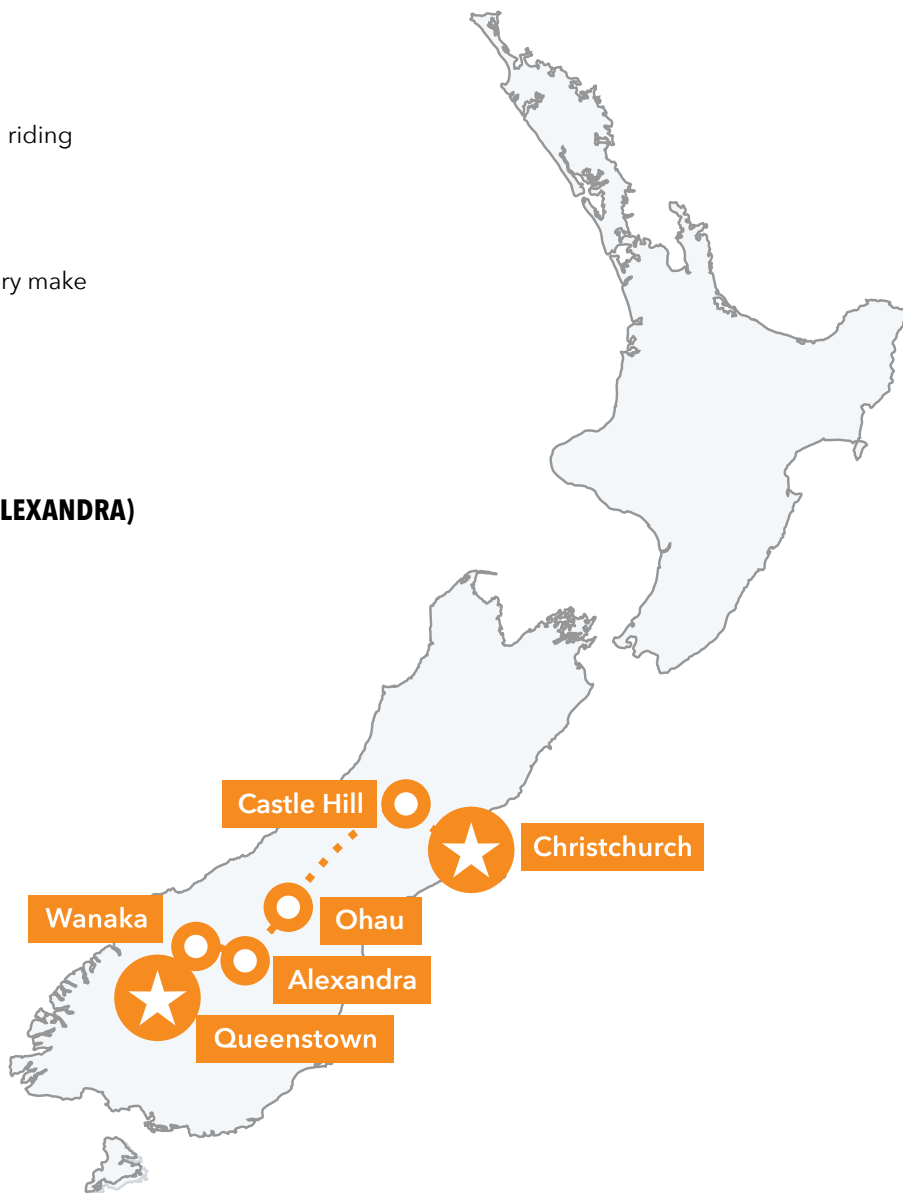 riding
ry make
LEXANDRA)
Castle Hill
Christchurch
Wanaka
Ohau
Alexandra
Queenstown